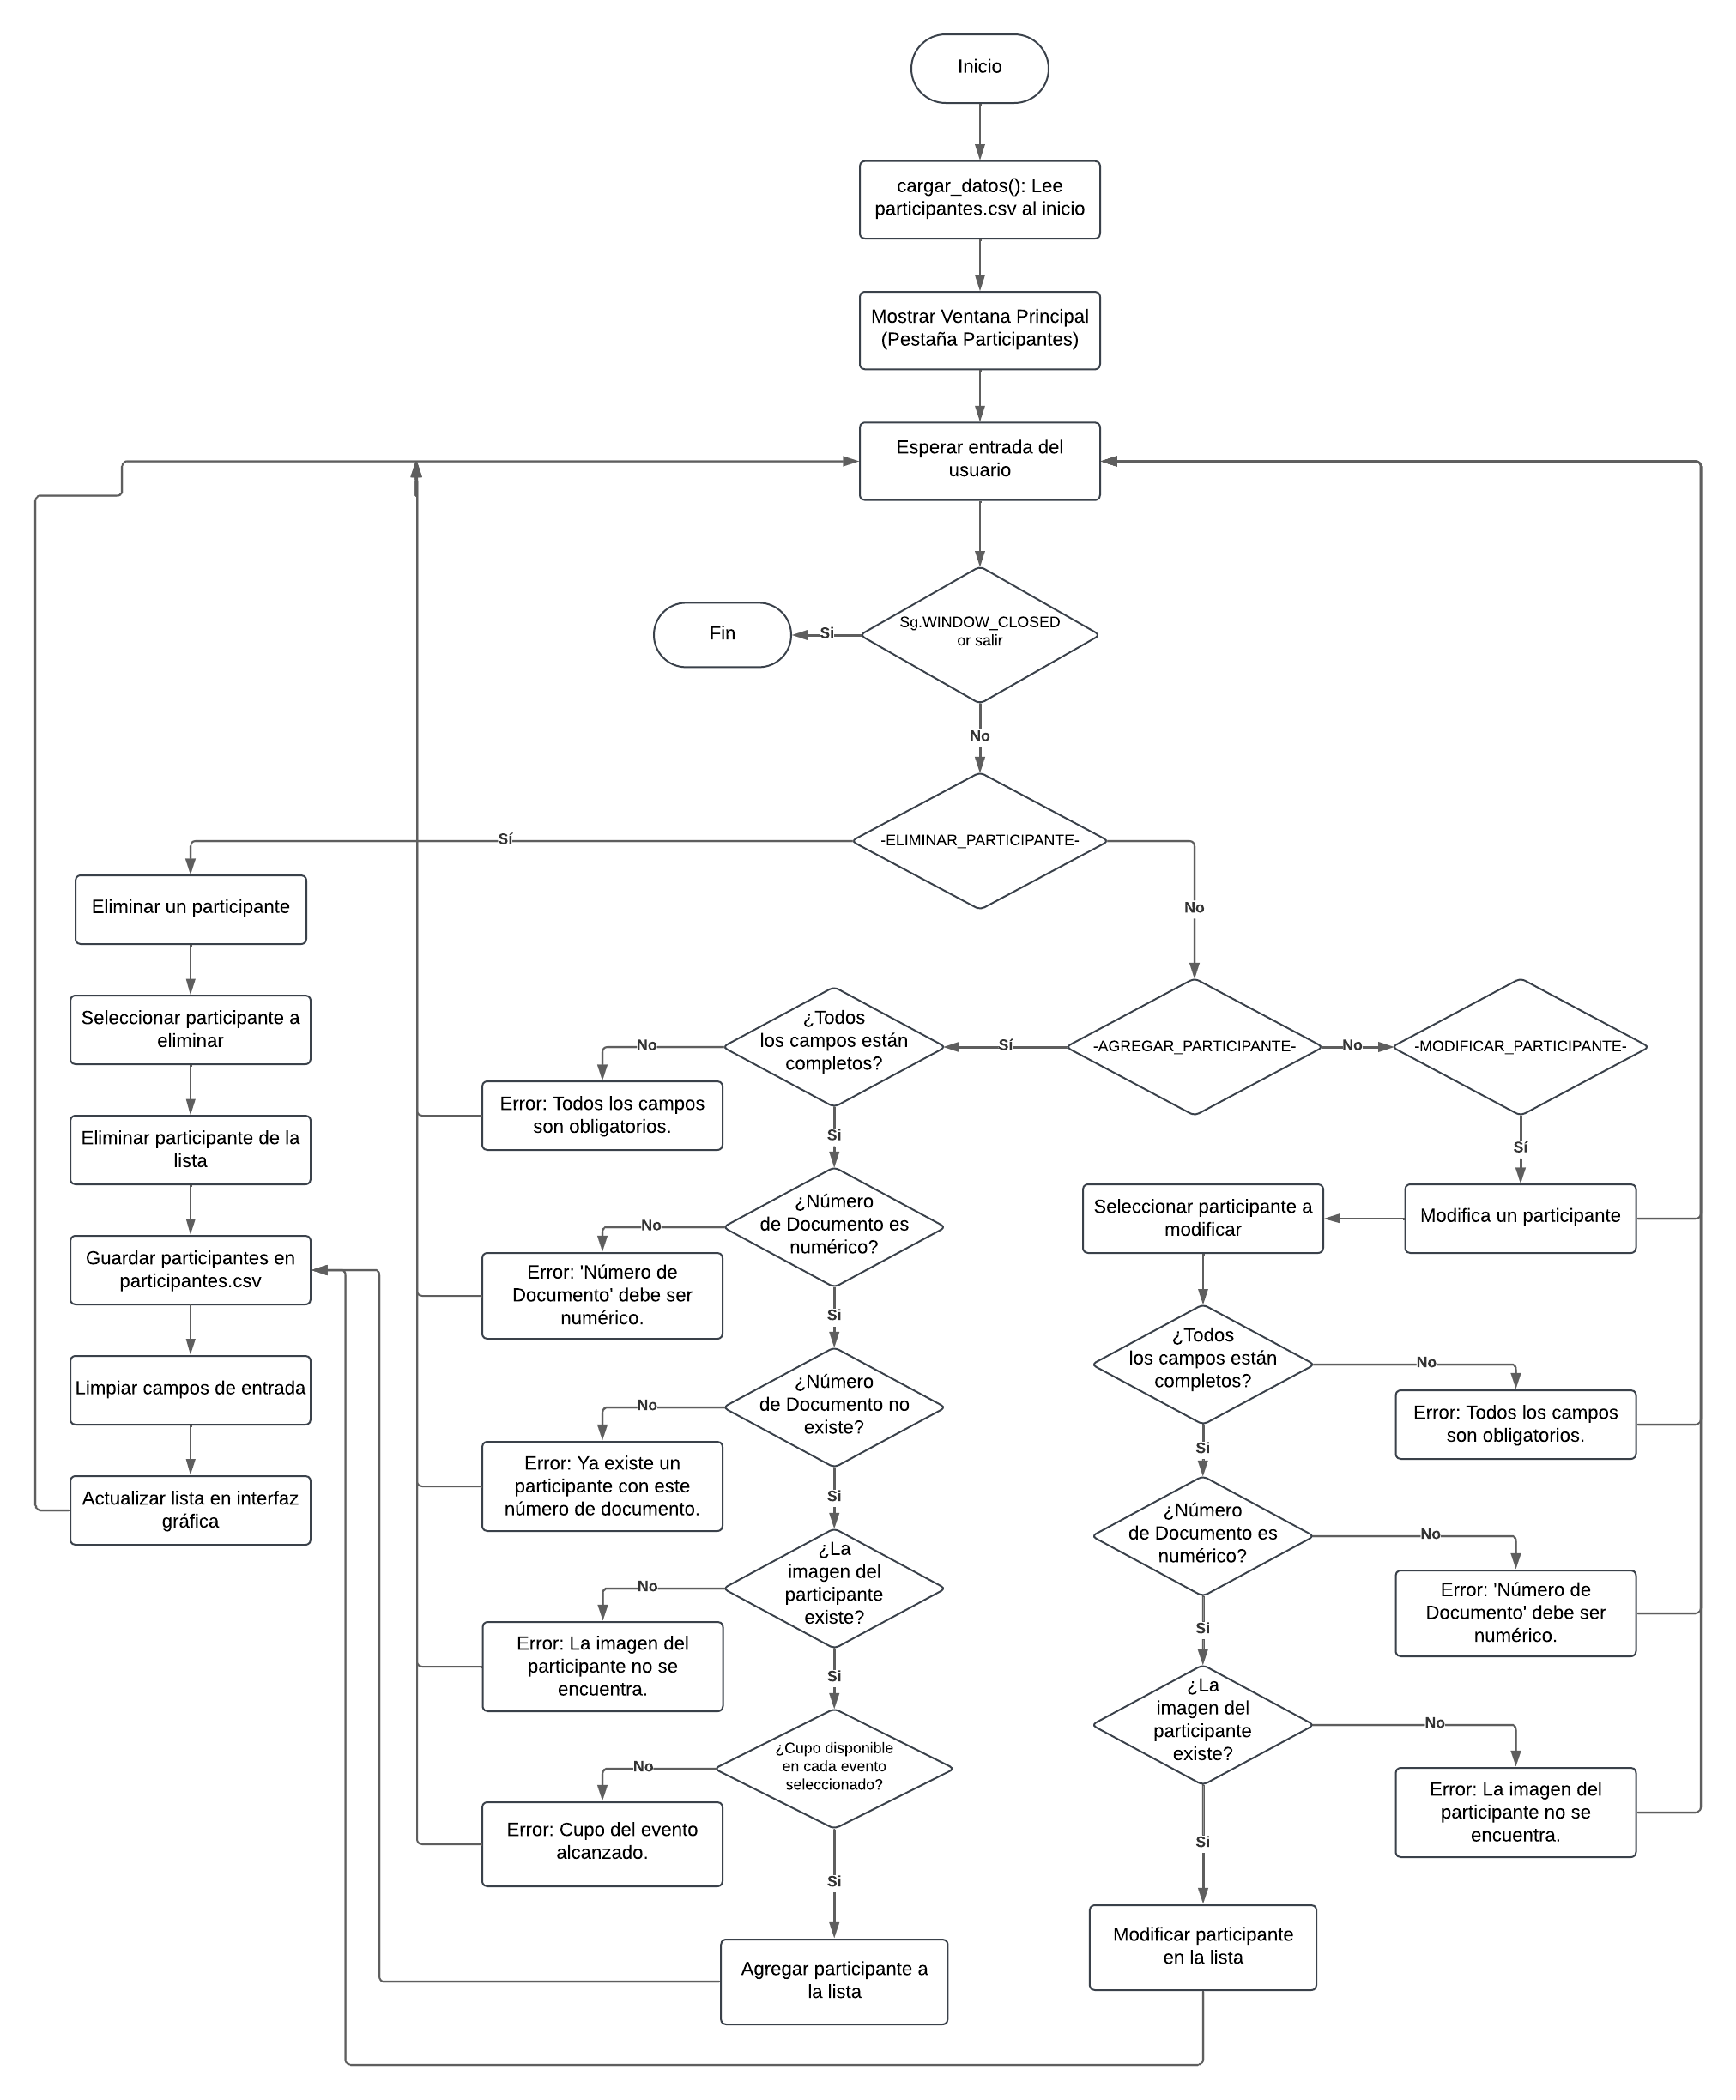 Inicio
cargar_datos(): Lee
participantes.csv al inicio
Mostrar Ventana Principal
(Pestaña Participantes)
Esperar entrada del
usuario
Sg.WINDOW_CLOSED
or salir
Si
Fin
No
-ELIMINAR_PARTICIPANTE-
Sí
No
Eliminar un participante
Seleccionar participante a
eliminar
Eliminar participante de la
lista
Guardar participantes en
participantes.csv
Limpiar campos de entrada
Actualizar lista en interfaz
gráfica
-AGREGAR_PARTICIPANTE-
Sí
No
¿Todos
los campos están
completos?
No
Error: Todos los campos
son obligatorios.
Si
¿Número
de Documento es
numérico?
No
Error: 'Número de
Documento' debe ser
numérico.
Si
¿Número
de Documento no
existe?
No
Error: Ya existe un
participante con este
número de documento.
Si
¿La
imagen del
participante
existe?
No
Error: La imagen del
participante no se
encuentra.
Si
¿Cupo disponible
en cada evento
seleccionado?
No
Error: Cupo del evento
alcanzado.
Si
Agregar participante a
la lista
-MODIFICAR_PARTICIPANTE-
Sí
Modifica un participante
Seleccionar participante a
modificar
¿Todos
los campos están
completos?
No
Error: Todos los campos
son obligatorios.
Si
¿Número
de Documento es
numérico?
No
Error: 'Número de
Documento' debe ser
numérico.
Si
¿La
imagen del
participante
existe?
No
Error: La imagen del
participante no se
encuentra.
Si
Modificar participante
en la lista